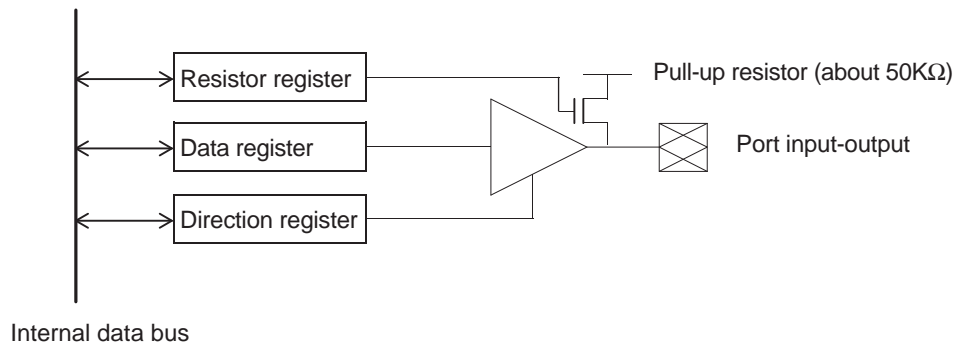 Resistor register
Pull-up resistor (about 50KΩ)
Data register
Port input-output
Direction register
Internal data bus